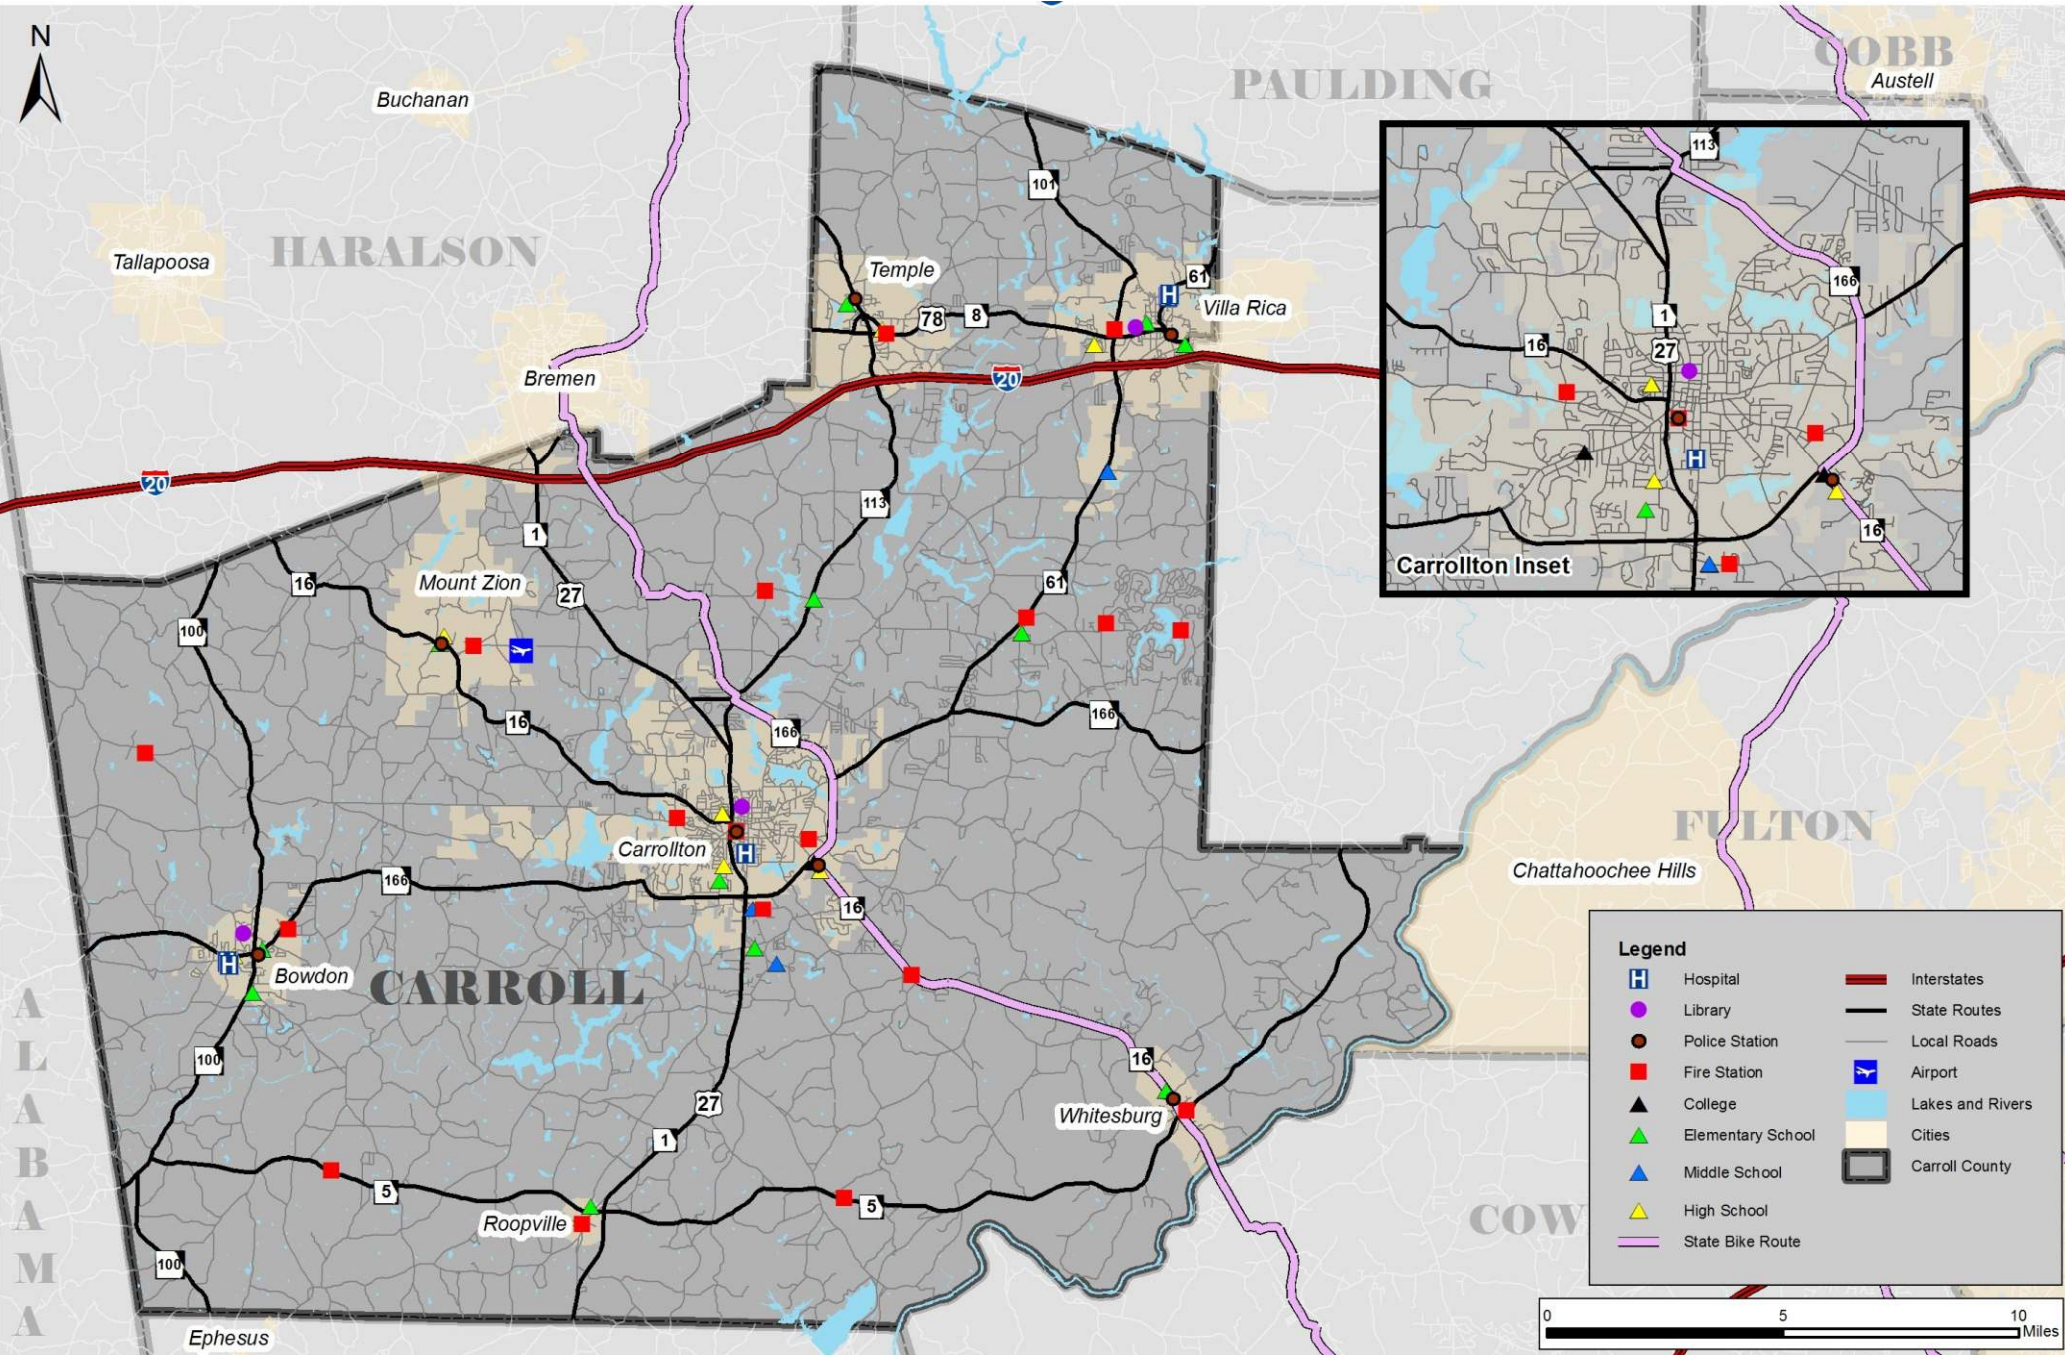 N
Buchanan
PAULDING
COBB
Austell
113
101
Tallapoosa
HARALSON
Temple
61
Villa Rica
166
78
8
1
16
27
Bremen
20
20
113
16
Carrollton Inset
1
16
Mount Zion
27
61
100
16
166
166
FULTON
Carrollton
Chattahoochee Hills
166
16
Bowdon
CARROLL
100
16
27
Whitesburg
1
5
5
Roopville
COW
100
Ephesus
ALABAMA
Legend
H Hospital
Library
Police Station
Fire Station
College
Elementary School
Middle School
High School
State Bike Route
Interstates
State Routes
Local Roads
Airport
Lakes and Rivers
Cities
Carroll County
0 5 10
Miles